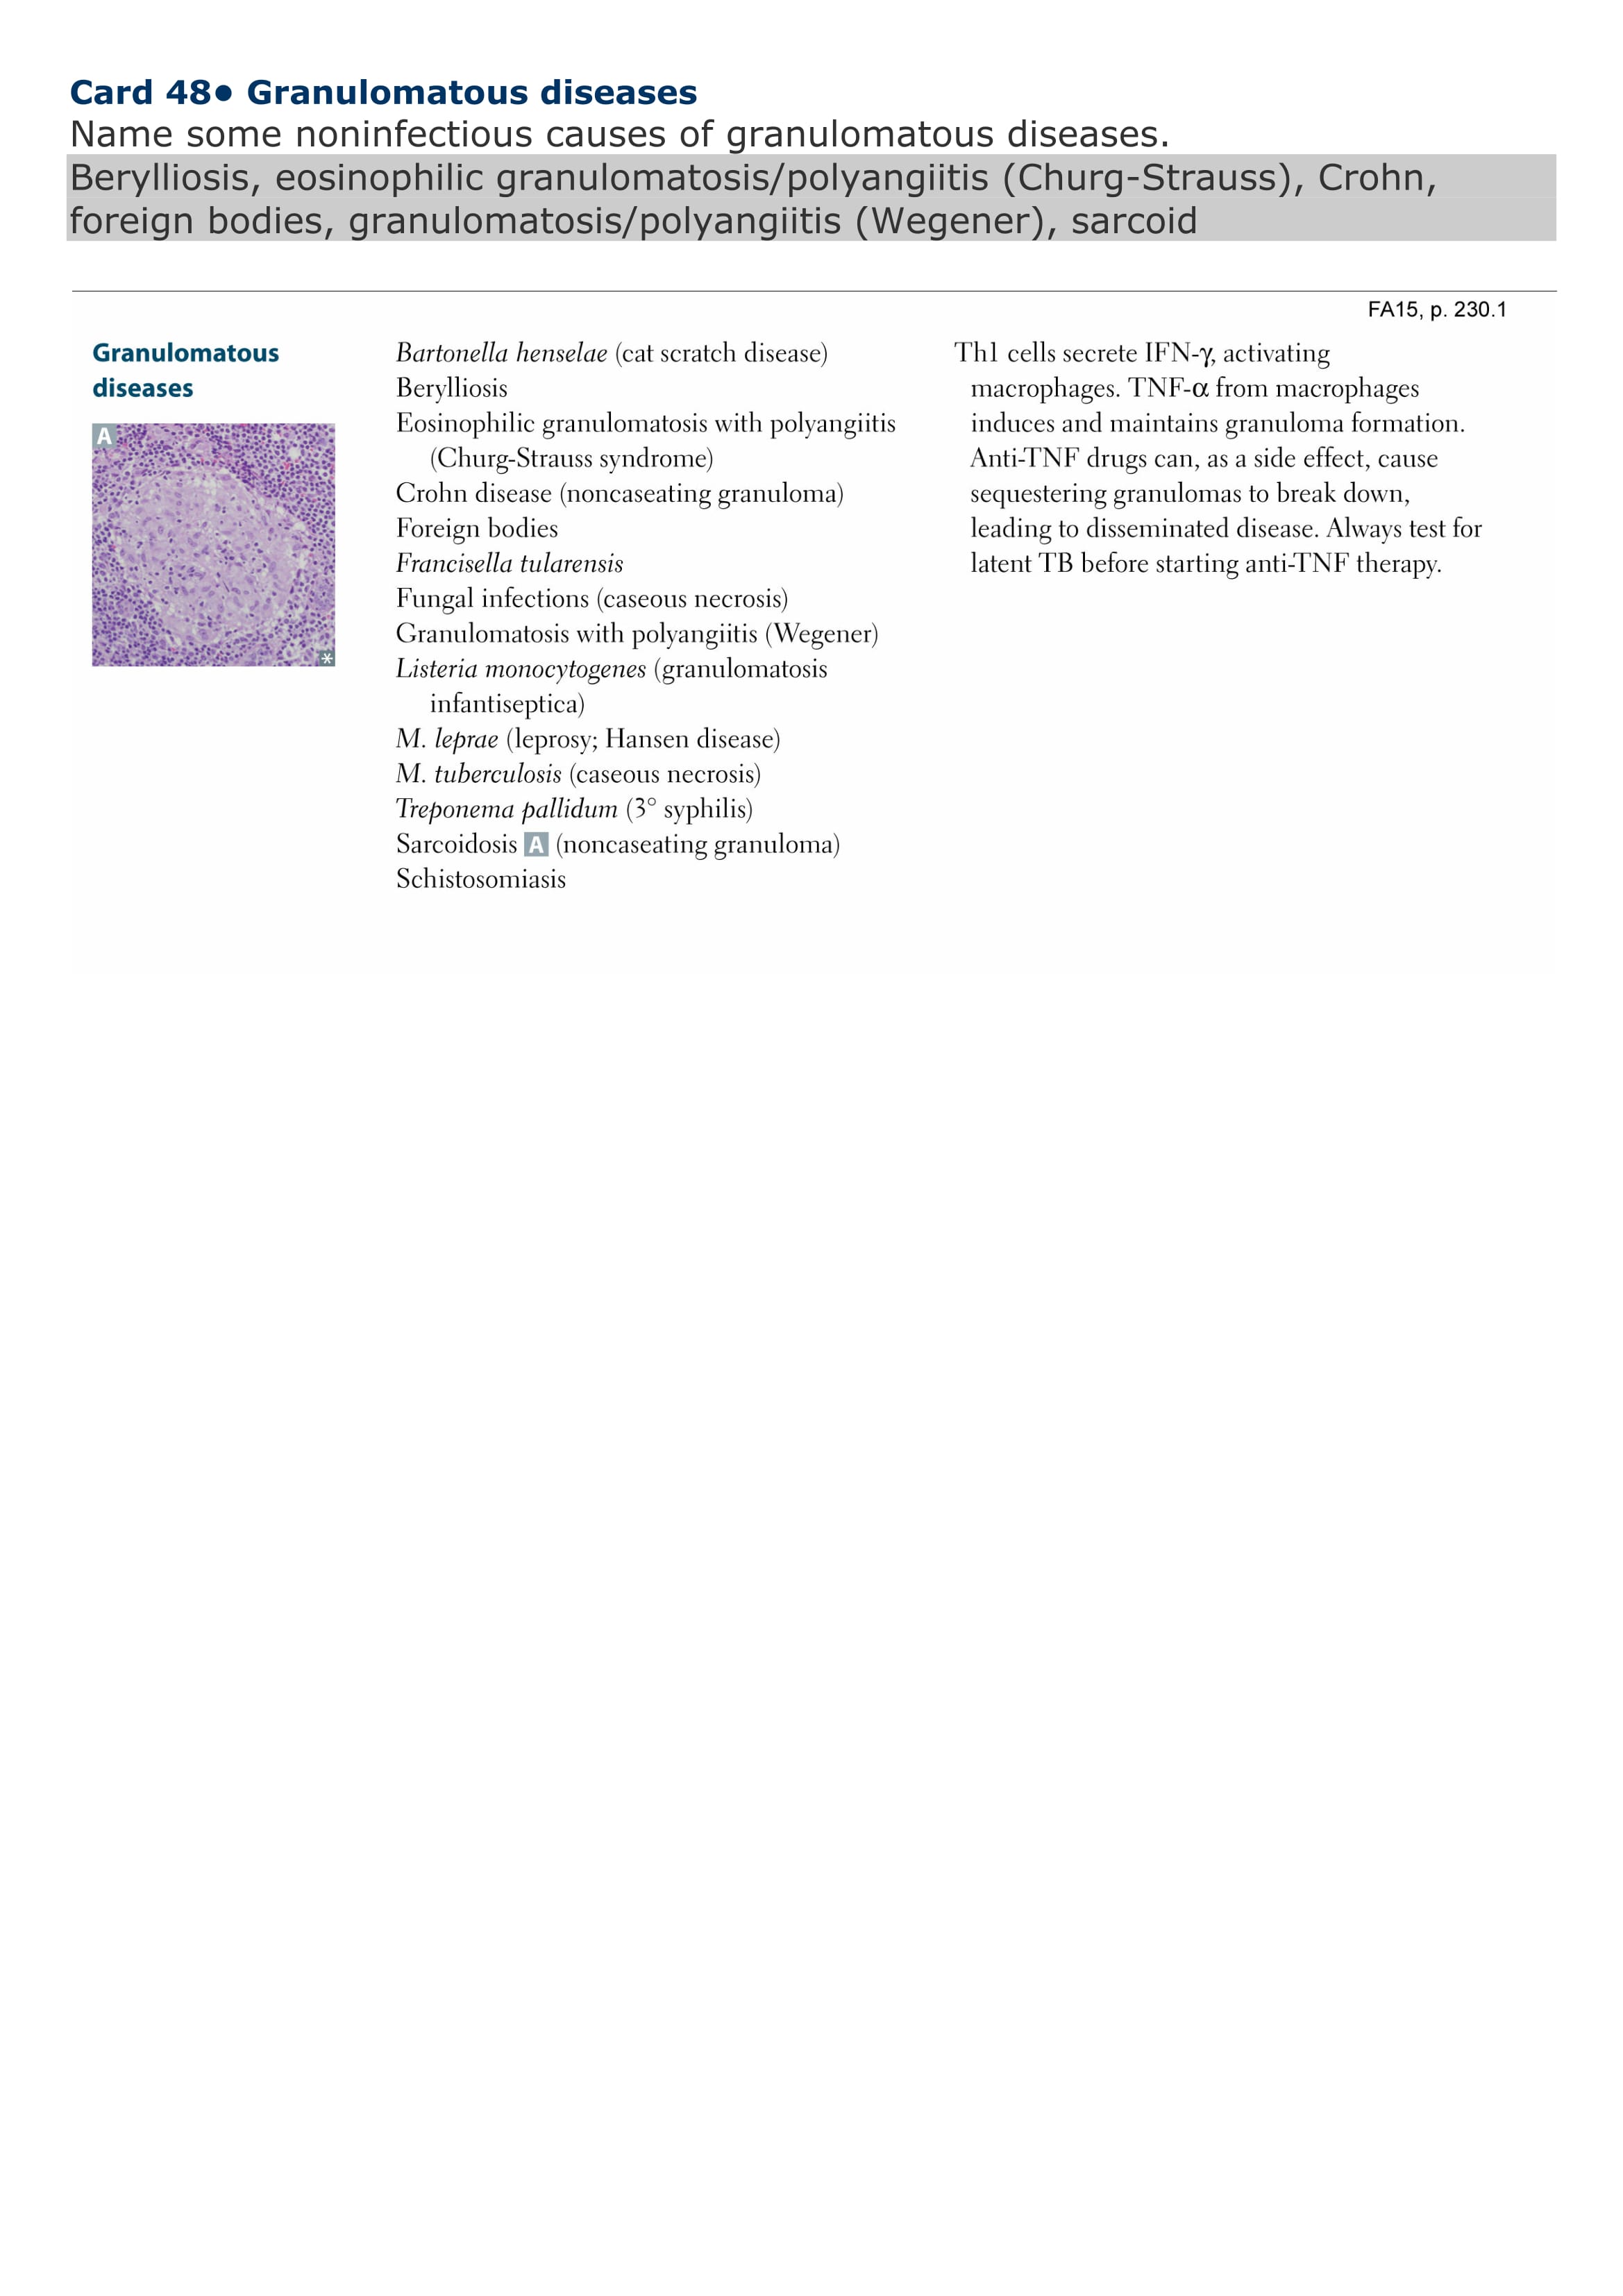 Card 48● Granulomatous diseases
Name some noninfectious causes of granulomatous diseases.
Berylliosis, eosinophilic granulomatosis/polyangiitis (Churg-Strauss), Crohn,
foreign bodies, granulomatosis/polyangiitis (Wegener), sarcoid
FA15, p. 230.1
Granulomatous
diseases
A
*
Bartonella henselae (cat scratch disease)
Berylliosis
Eosinophilic granulomatosis with polyangiitis
(Churg-Strauss syndrome)
Crohn disease (noncaseating granuloma)
Foreign bodies
Francisella tularensis
Fungal infections (caseous necrosis)
Granulomatosis with polyangiitis (Wegener)
Listeria monocytogenes (granulomatosis
infantiseptica)
M. leprae (leprosy; Hansen disease)
M. tuberculosis (caseous necrosis)
Treponema pallidum (3° syphilis)
Sarcoidosis A (noncaseating granuloma)
Schistosomiasis
Th1 cells secrete IFN-γ, activating
macrophages. TNF-α from macrophages
induces and maintains granuloma formation.
Anti-TNF drugs can, as a side effect, cause
sequestering granulomas to break down,
leading to disseminated disease. Always test for
latent TB before starting anti-TNF therapy.